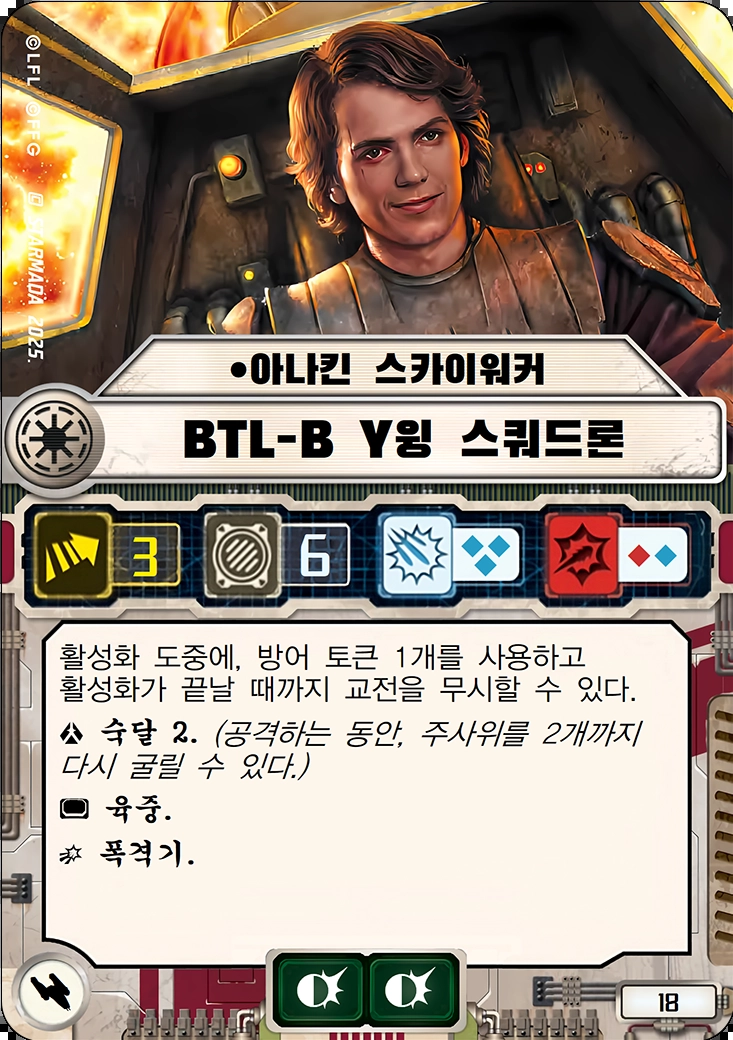 ©LFL ©FFG © STARMADA 2025.
•아나킨 스카이워커
BTL-B Y윙 스쿼드론
3
6
활성화 도중에, 방어 토큰 1개를 사용하고
활성화가 끝날 때까지 교전을 무시할 수 있다.
숙달 2. (공격하는 동안, 주사위를 2개까지
다시 굴릴 수 있다.)
육중.
폭격기.
18